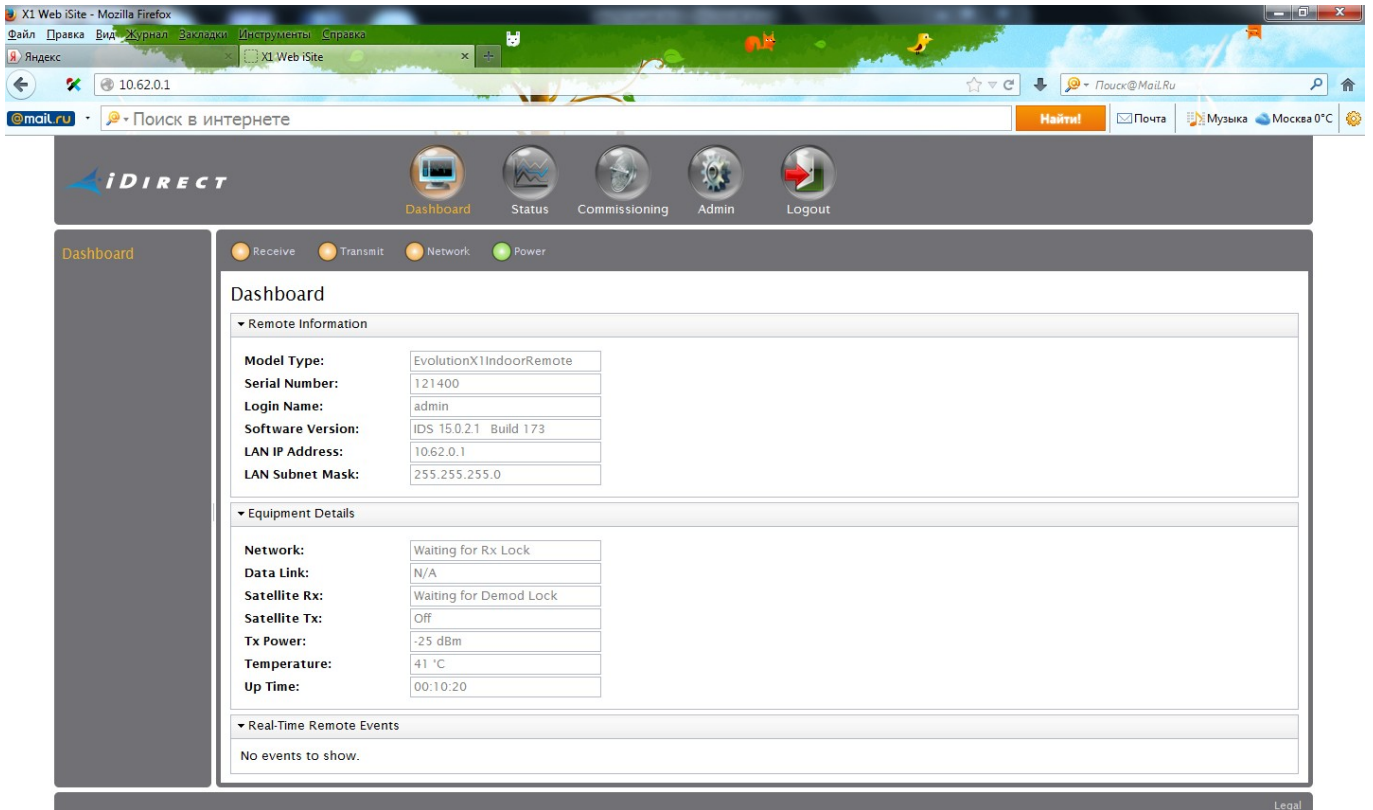 X1 Web iSite - Mozilla Firefox
Файл Правка Вид Журнал Закладки Инструменты Справка
Яндекс X1 Web iSite
10.62.0.1 Поиск@Mail.Ru
@mail.ru Поиск в интернете Найти! Почта Музыка Москва 0°C
iDIRECT
Dashboard Status Commissioning Admin Logout
Dashboard
Receive Transmit Network Power
Dashboard
Remote Information
Model Type: EvolutionX1IndoorRemote
Serial Number: 121400
Login Name: admin
Software Version: IDS 15.0.2.1 Build 173
LAN IP Address: 10.62.0.1
LAN Subnet Mask: 255.255.255.0
Equipment Details
Network: Waiting for Rx Lock
Data Link: N/A
Satellite Rx: Waiting for Demod Lock
Satellite Tx: Off
Tx Power: -25 dBm
Temperature: 41 °C
Up Time: 00:10:20
Real-Time Remote Events
No events to show.
Legal